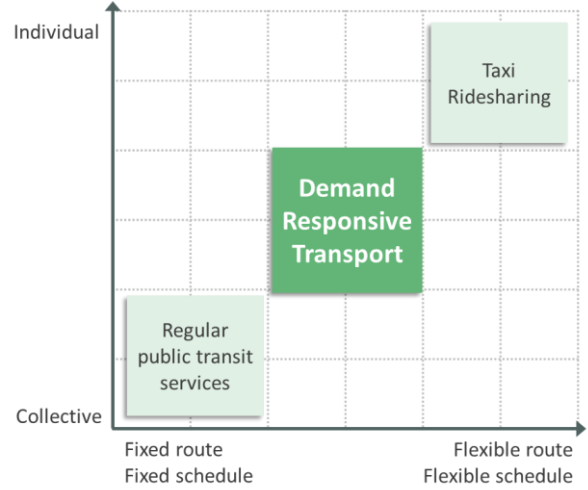 Individual
Taxi
Ridesharing
Demand
Responsive
Transport
Regular
public transit
services
Collective
Fixed route
Fixed schedule
Flexible route
Flexible schedule